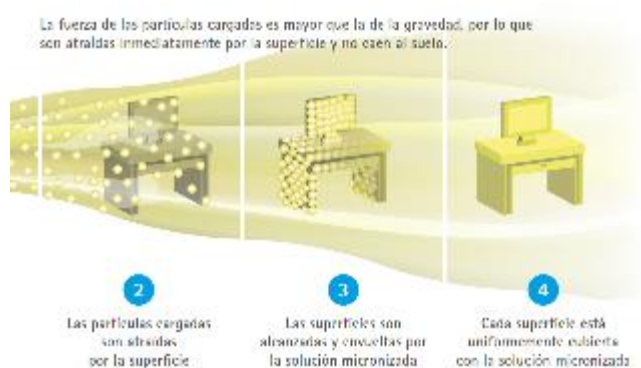 La fuerza de las partículas cargadas es mayor que la de la gravedad, por lo que
son atraídas inmediatamente por la superficie y no caen al suelo.
2
3
4
Las partículas cargadas
son atraídas
por la superficie
Las superficies son
alcanzadas y envueltas por
la solución micronizada
Cada superficie está
uniformemente cubierta
con la solución micronizada